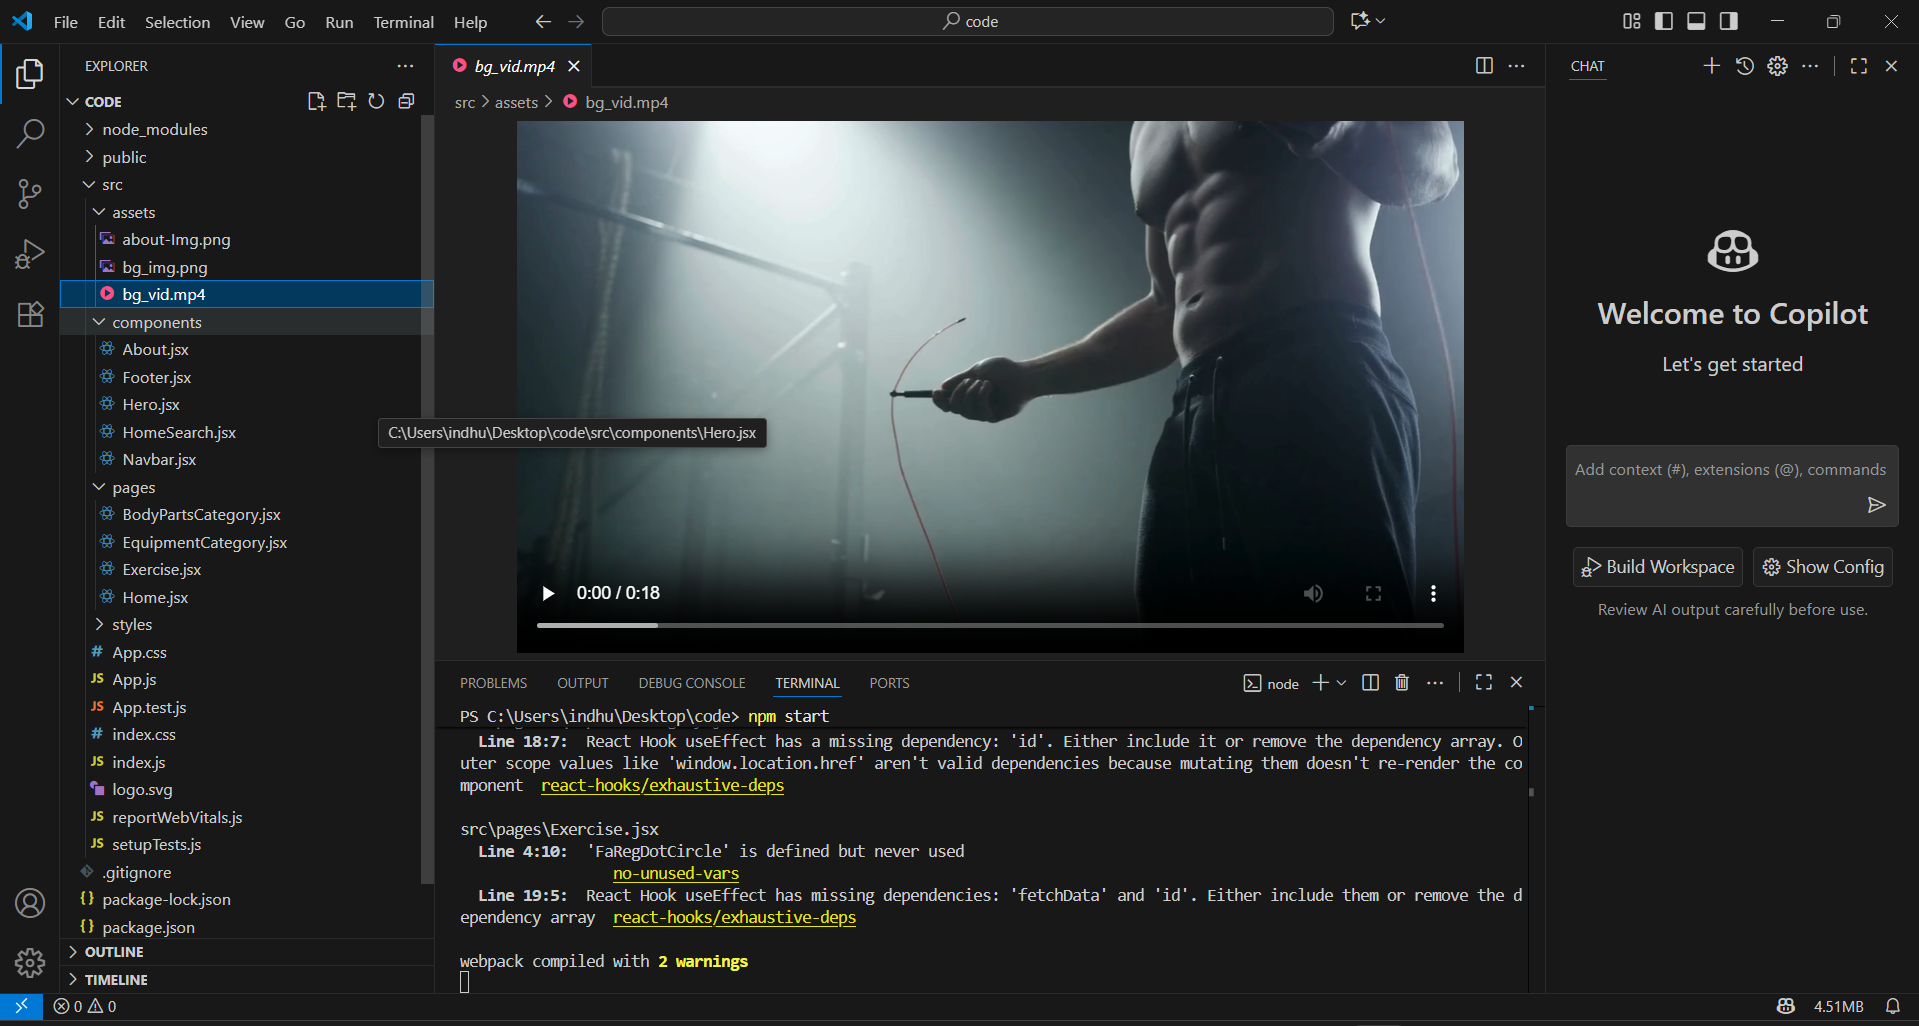 File Edit Selection View Go Run Terminal Help
code
EXPLORER
CODE
node_modules
public
src
assets
about-Img.png
bg_img.png
bg_vid.mp4
components
About.jsx
Footer.jsx
Hero.jsx
HomeSearch.jsx
Navbar.jsx
pages
BodyPartsCategory.jsx
EquipmentCategory.jsx
Exercise.jsx
Home.jsx
styles
# App.css
JS App.js
JS App.test.js
# index.css
JS index.js
logo.svg
JS reportWebVitals.js
JS setupTests.js
.gitignore
{} package-lock.json
{} package.json
OUTLINE
TIMELINE
bg_vid.mp4
src > assets > bg_vid.mp4
C:\Users\indhu\Desktop\code\src\components\Hero.jsx
0:00 / 0:18
PROBLEMS OUTPUT DEBUG CONSOLE TERMINAL PORTS
node
PS C:\Users\indhu\Desktop\code> npm start
Line 18:7: React Hook useEffect has a missing dependency: 'id'. Either include it or remove the dependency array. O
uter scope values like 'window.location.href' aren't valid dependencies because mutating them doesn't re-render the co
mponent react-hooks/exhaustive-deps
src\pages\Exercise.jsx
Line 4:10: 'FaRegDotCircle' is defined but never used
no-unused-vars
Line 19:5: React Hook useEffect has missing dependencies: 'fetchData' and 'id'. Either include them or remove the d
ependency array react-hooks/exhaustive-deps
webpack compiled with 2 warnings
CHAT
Welcome to Copilot
Let's get started
Add context (#), extensions (@), commands
Build Workspace
Show Config
Review AI output carefully before use.
0 0
4.51MB